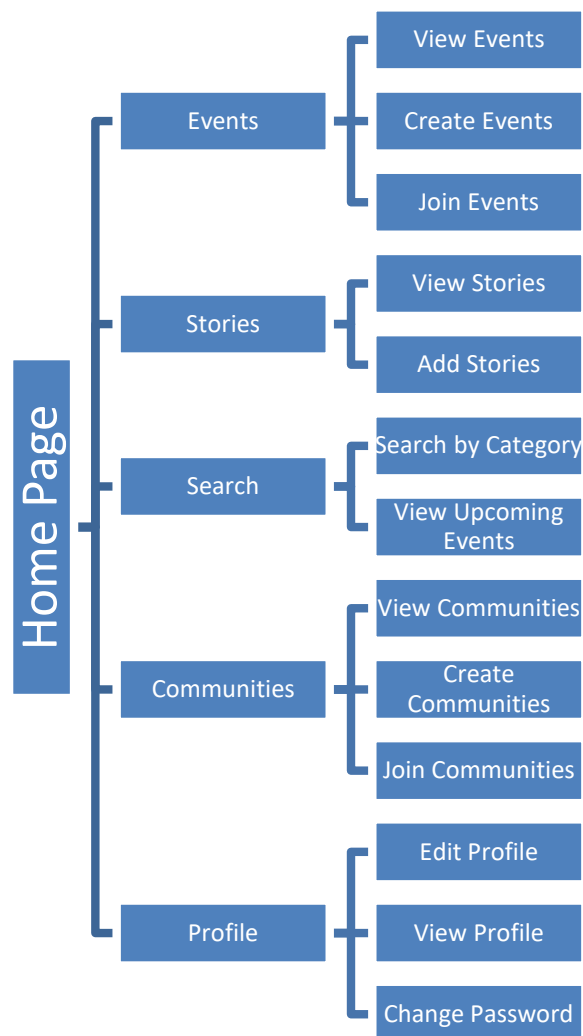 Home Page
Events
View Events
Create Events
Join Events
Stories
View Stories
Add Stories
Search
Search by Category
View Upcoming
Events
Communities
View Communities
Create
Communities
Join Communities
Profile
Edit Profile
View Profile
Change Password